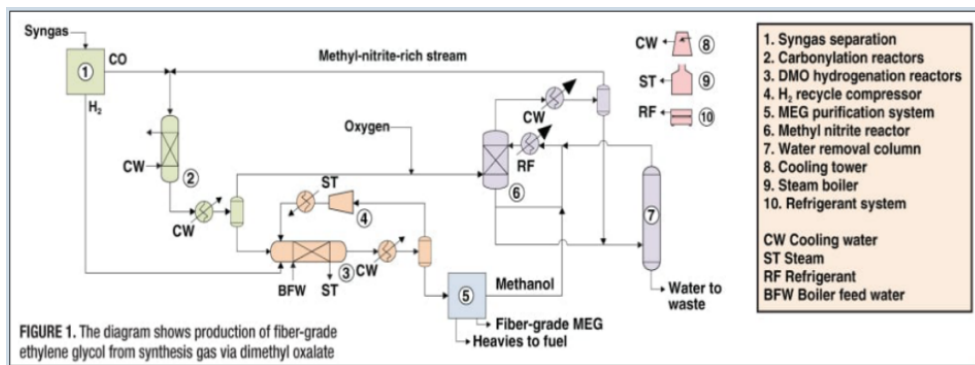 Syngas
CO
Methyl-nitrite-rich stream
CW
8
1
ST
9
H2
RF
10
Oxygen
CW
CW
2
RF
6
ST
4
7
CW
3
CW
BFW
ST
5
Methanol
Water to
waste
Fiber-grade MEG
Heavies to fuel
FIGURE 1. The diagram shows production of fiber-grade
ethylene glycol from synthesis gas via dimethyl oxalate
1. Syngas separation
2. Carbonylation reactors
3. DMO hydrogenation reactors
4. H2 recycle compressor
5. MEG purification system
6. Methyl nitrite reactor
7. Water removal column
8. Cooling tower
9. Steam boiler
10. Refrigerant system
CW Cooling water
ST Steam
RF Refrigerant
BFW Boiler feed water